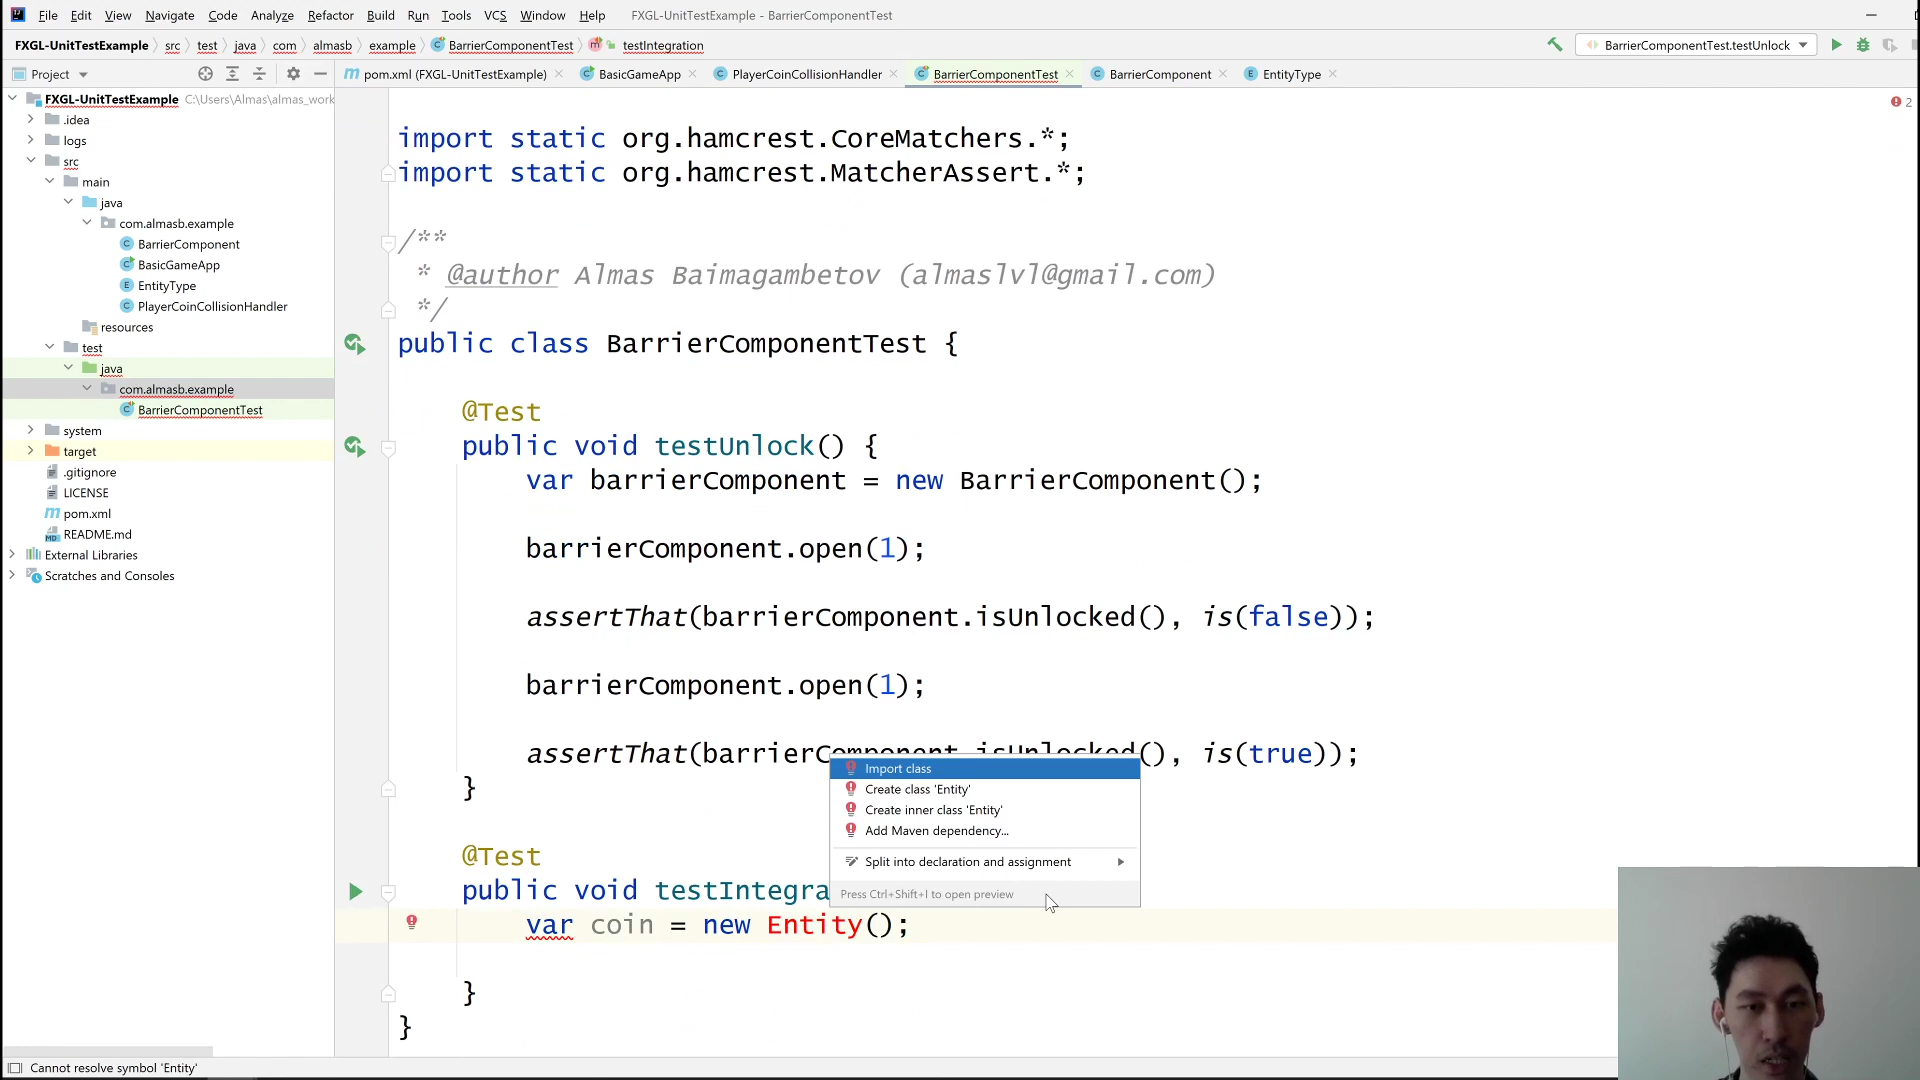 File Edit View Navigate Code Analyze Refactor Build Run Tools VCS Window Help FXGL-UnitTestExample - BarrierComponentTest
FXGL-UnitTestExample src test java com almasb example BarrierComponentTest testIntegration BarrierComponentTest.testUnlock
Project pom.xml (FXGL-UnitTestExample) BasicGameApp PlayerCoinCollisionHandler BarrierComponentTest BarrierComponent EntityType
FXGL-UnitTestExample C:\Users\Almas\almas_work
.idea
logs
src
main
java
com.almasb.example
BarrierComponent
BasicGameApp
EntityType
PlayerCoinCollisionHandler
resources
test
java
com.almasb.example
BarrierComponentTest
system
target
.gitignore
LICENSE
pom.xml
README.md
External Libraries
Scratches and Consoles
2
import static org.hamcrest.CoreMatchers.*;
import static org.hamcrest.MatcherAssert.*;
/**
* @author Almas Baimagambetov (almaslvl@gmail.com)
*/
public class BarrierComponentTest {
@Test
public void testUnlock() {
var barrierComponent = new BarrierComponent();
barrierComponent.open(1);
assertThat(barrierComponent.isUnlocked(), is(false));
barrierComponent.open(1);
assertThat(barrierComponent.isUnlocked(), is(true));
}
@Test
public void testIntegra
var coin = new Entity();
}
}
Import class
Create class 'Entity'
Create inner class 'Entity'
Add Maven dependency...
Split into declaration and assignment
Press Ctrl+Shift+I to open preview
Cannot resolve symbol 'Entity'